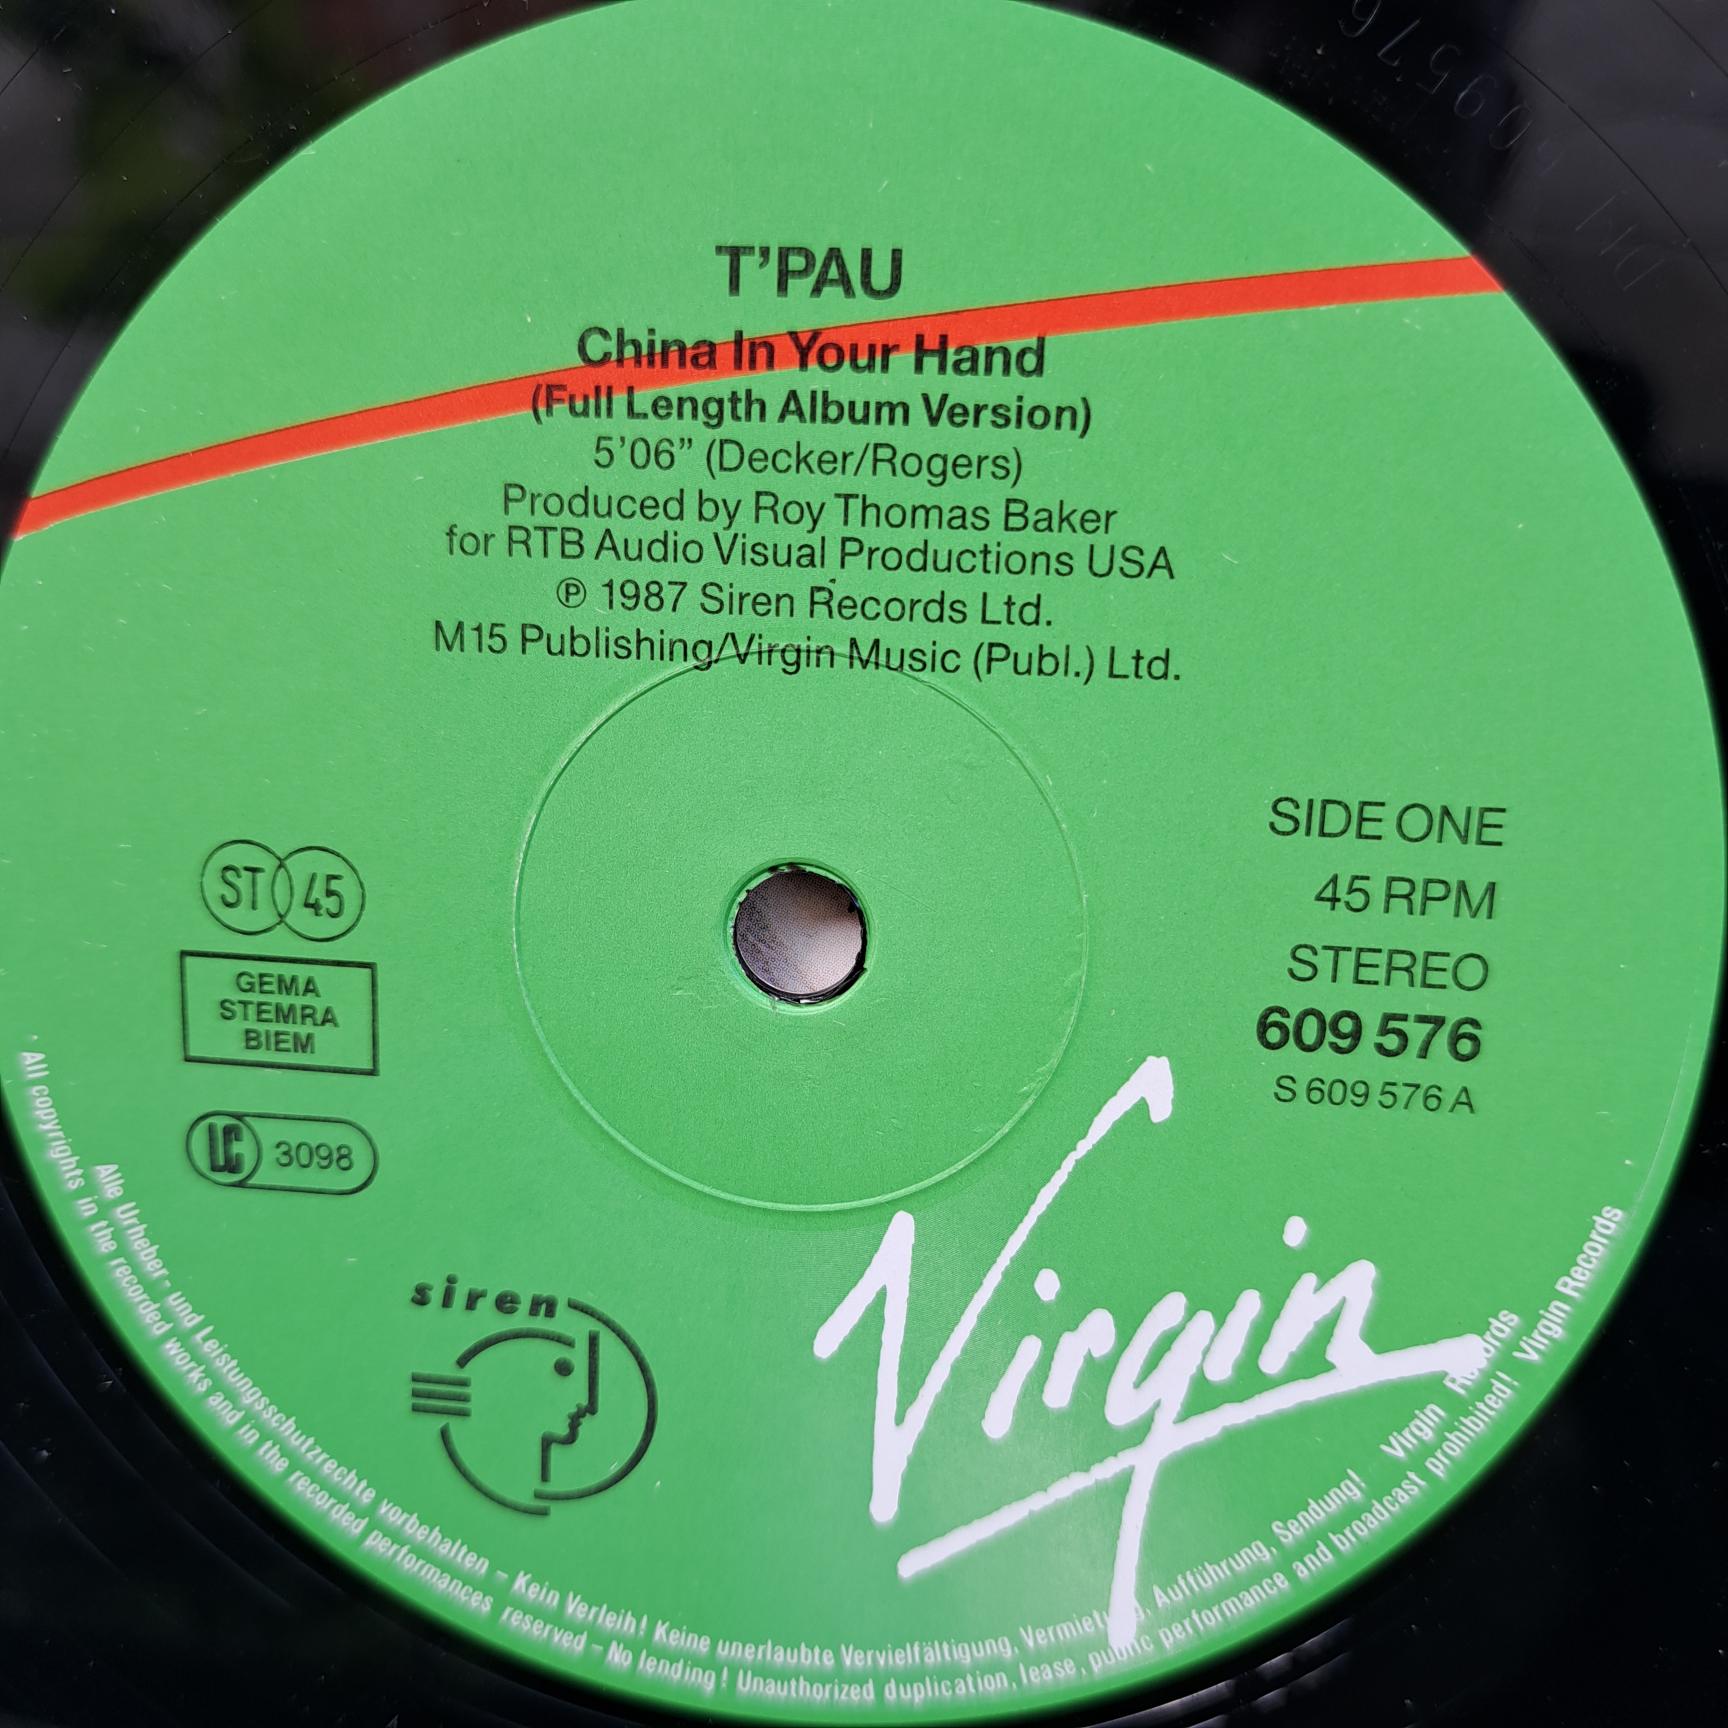 T'PAU
China In Your Hand
(Full Length Album Version)
5'06" (Decker/Rogers)
Produced by Roy Thomas Baker
for RTB Audio Visual Productions USA
℗ 1987 Siren Records Ltd.
M15 Publishing/Virgin Music (Publ.) Ltd.
ST 45
GEMA
STEMRA
BIEM
LC 3098
SIDE ONE
45 RPM
STEREO
609 576
S 609 576 A
siren
Virgin
Alle Urheber- und Leistungsschutzrechte vorbehalten – Kein Verleih! Keine unerlaubte Vervielfältigung, Vermietung, Aufführung, Sendung! Virgin Records
All copyrights in the recorded works and in the recorded performances reserved – No lending! Unauthorized duplication, lease, public performance and broadcast prohibited! Virgin Records
609576